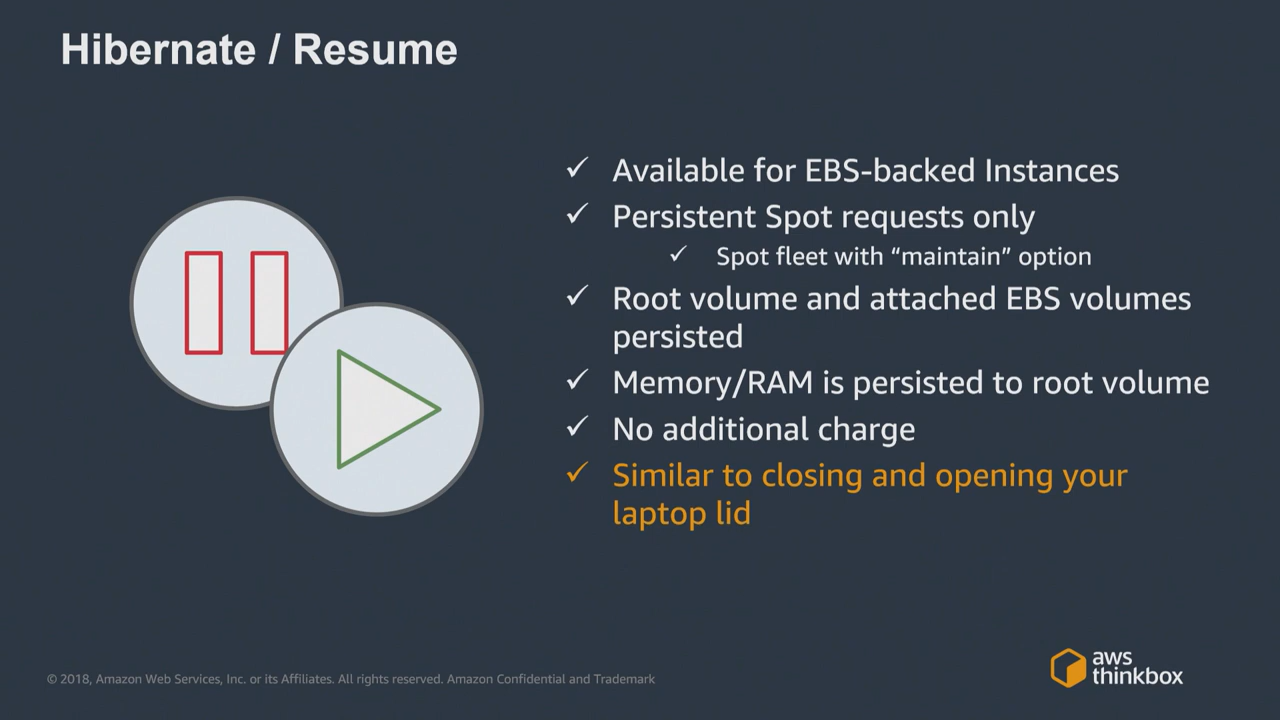 Hibernate / Resume
✓ Available for EBS-backed Instances
✓ Persistent Spot requests only
✓ Spot fleet with “maintain” option
✓ Root volume and attached EBS volumes
persisted
✓ Memory/RAM is persisted to root volume
✓ No additional charge
✓ Similar to closing and opening your
laptop lid
© 2018, Amazon Web Services, Inc. or its Affiliates. All rights reserved. Amazon Confidential and Trademark
aws
thinkbox